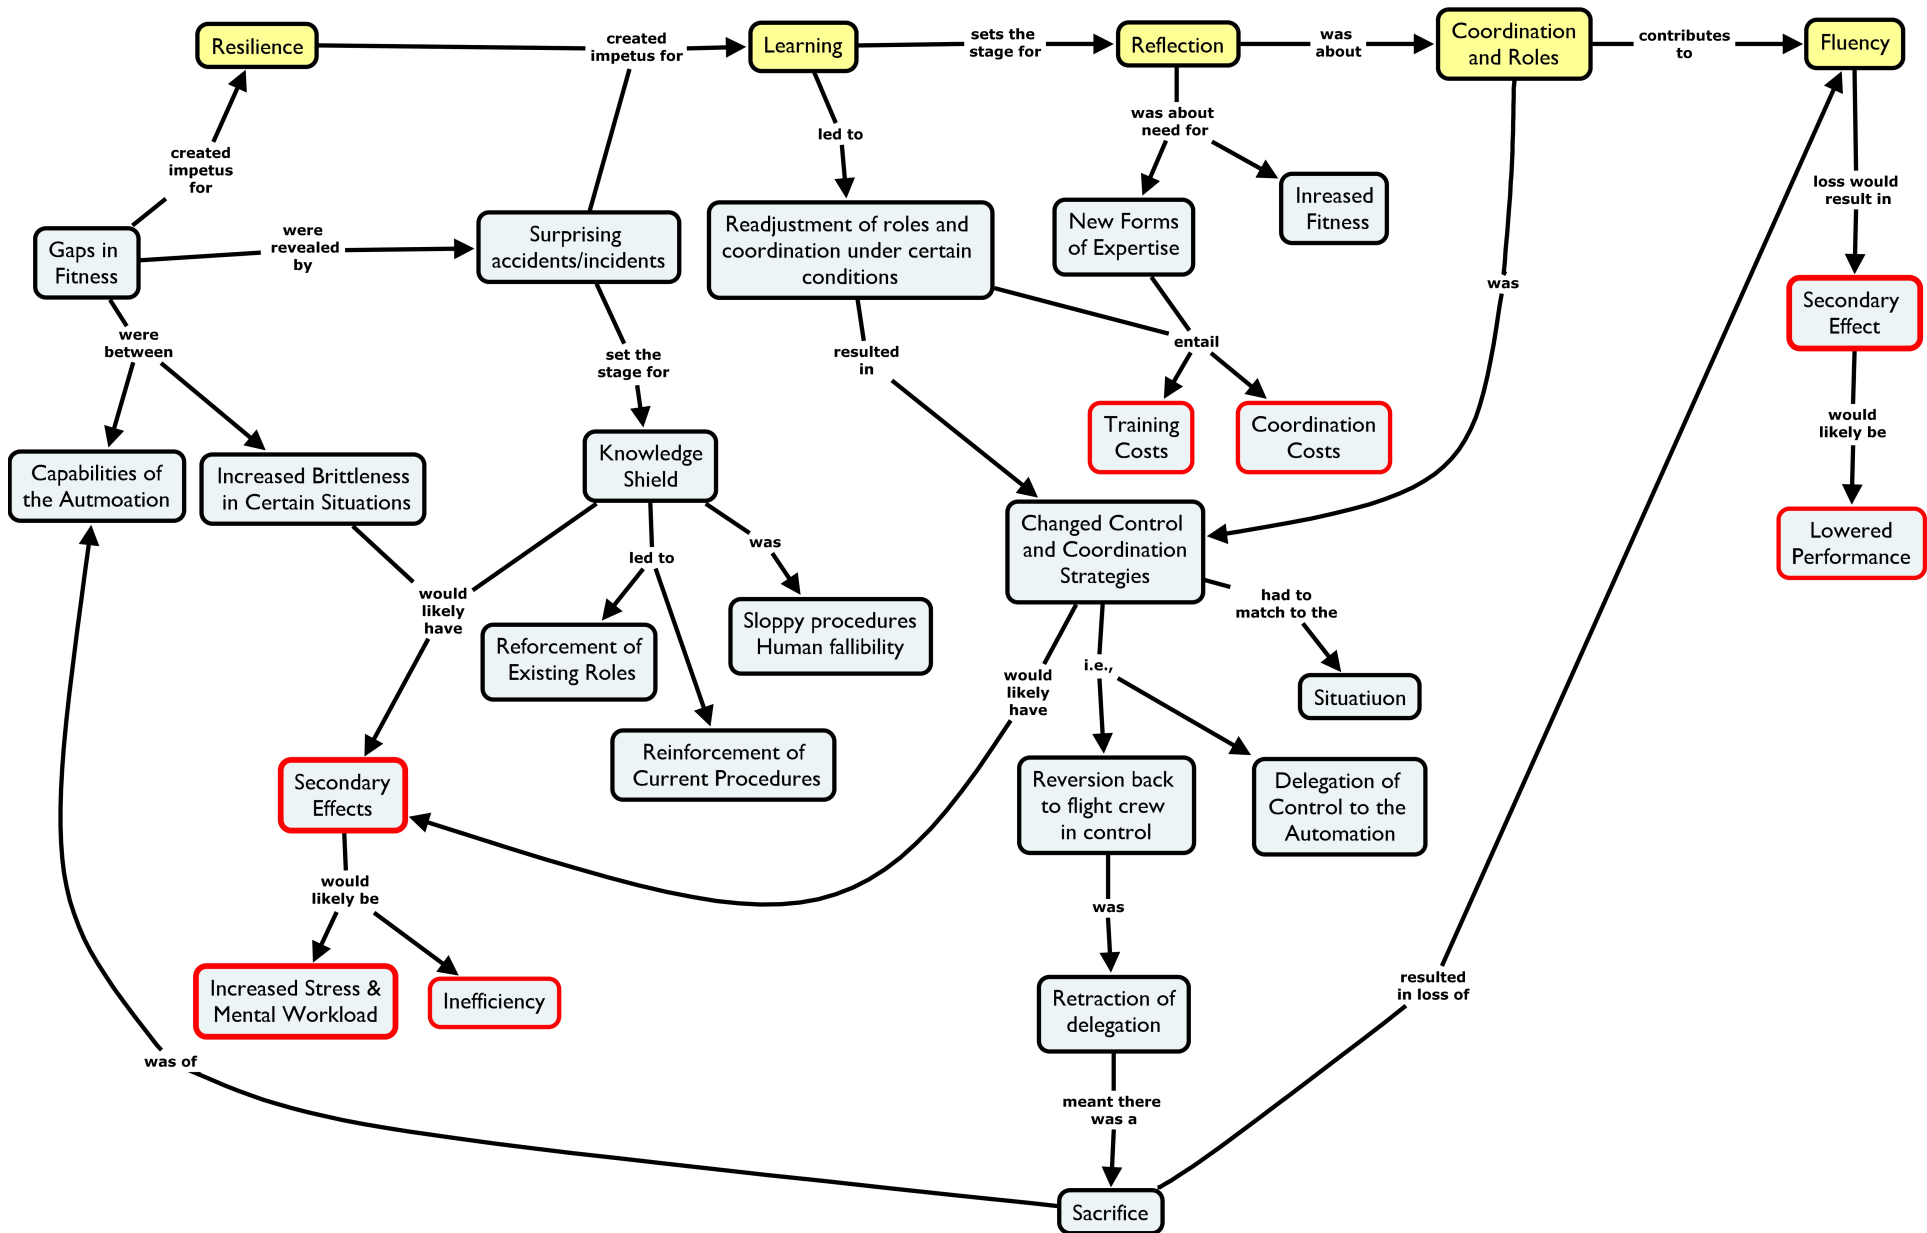 Resilience
created
impetus for
Learning
sets the
stage for
Reflection
was
about
Coordination
and Roles
contributes
to
Fluency
created
impetus
for
led to
was about
need for
loss would
result in
Gaps in
Fitness
were
revealed
by
Surprising
accidents/incidents
Readjustment of roles and
coordination under certain
conditions
New Forms
of Expertise
Inreased
Fitness
was
Secondary
Effect
were
between
set the
stage for
resulted
in
entail
would
likely be
Capabilities of
the Autmoation
Increased Brittleness
in Certain Situations
Knowledge
Shield
Training
Costs
Coordination
Costs
Lowered
Performance
would
likely
have
led to
was
Changed Control
and Coordination
Strategies
had to
match to the
Reforcement of
Existing Roles
Sloppy procedures
Human fallibility
would
likely
have
i.e.,
Situatiuon
Secondary
Effects
Reinforcement of
Current Procedures
Reversion back
to flight crew
in control
Delegation of
Control to the
Automation
would
likely be
was
Increased Stress &
Mental Workload
Inefficiency
Retraction of
delegation
resulted
in loss of
was of
meant there
was a
Sacrifice